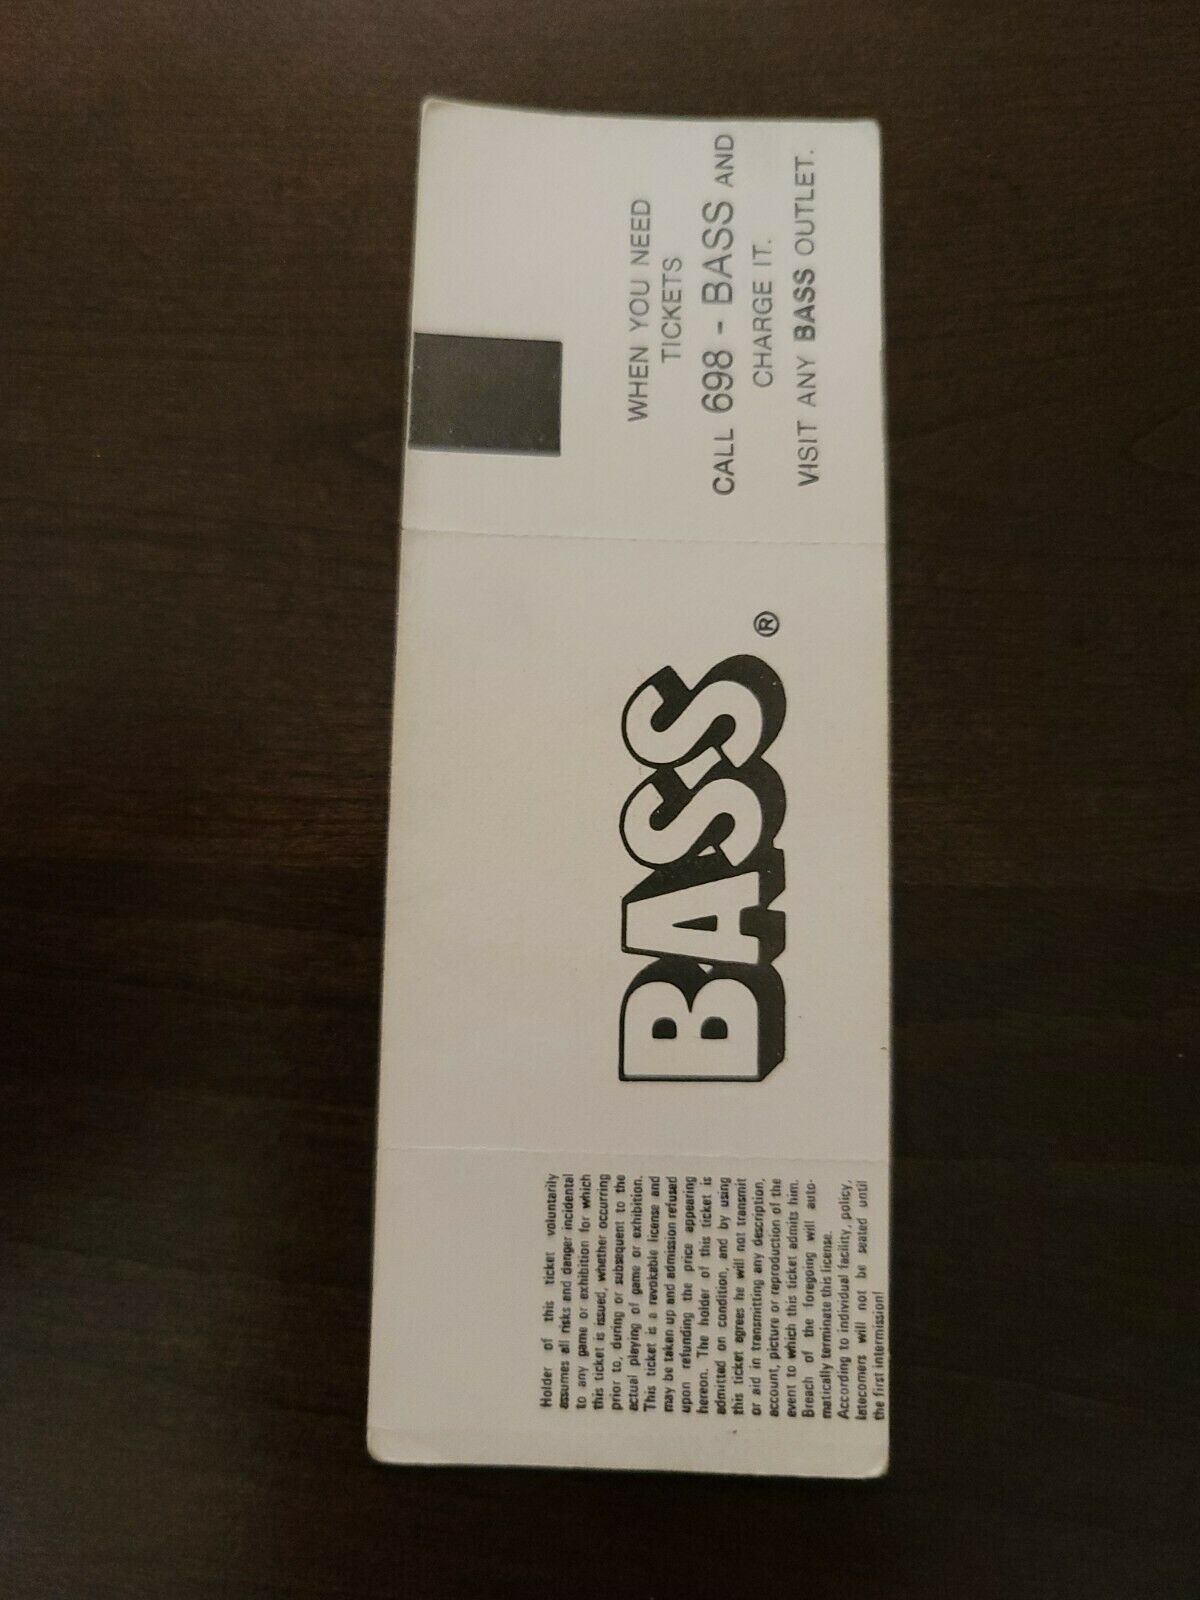 Holder of this ticket voluntarily
assumes all risks and danger incidental
to any game or exhibition for which
this ticket is issued, whether occurring
prior to, during or subsequent to the
actual playing of game or exhibition.
This ticket is a revokable license and
may be taken up and admission refused
upon refunding the price appearing
hereon. The holder of this ticket is
admitted on condition, and by using
this ticket agrees he will not transmit
or aid in transmitting any description,
account, picture or reproduction of the
event to which this ticket admits him.
Breach of the foregoing will auto-
matically terminate this license.
According to individual facility, policy,
latecomers will not be seated until
the first intermission!
BASS®
WHEN YOU NEED
TICKETS
CALL 698 - BASS AND
CHARGE IT.
VISIT ANY BASS OUTLET.